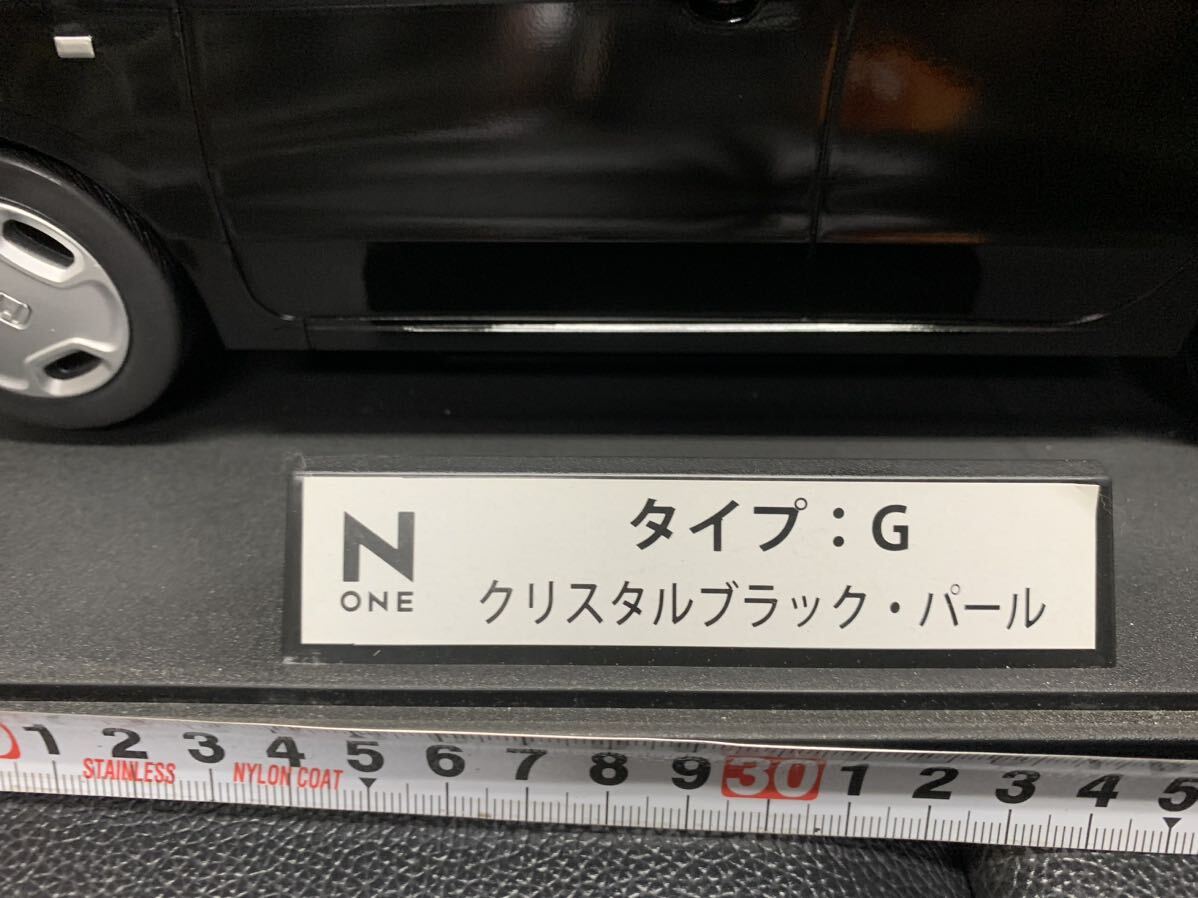 N
ONE
タイプ：G
クリスタルブラック・パール
1 2 3 4 5 6 7 8 9 30 1 2 3 4 5
STAINLESS NYLON COAT